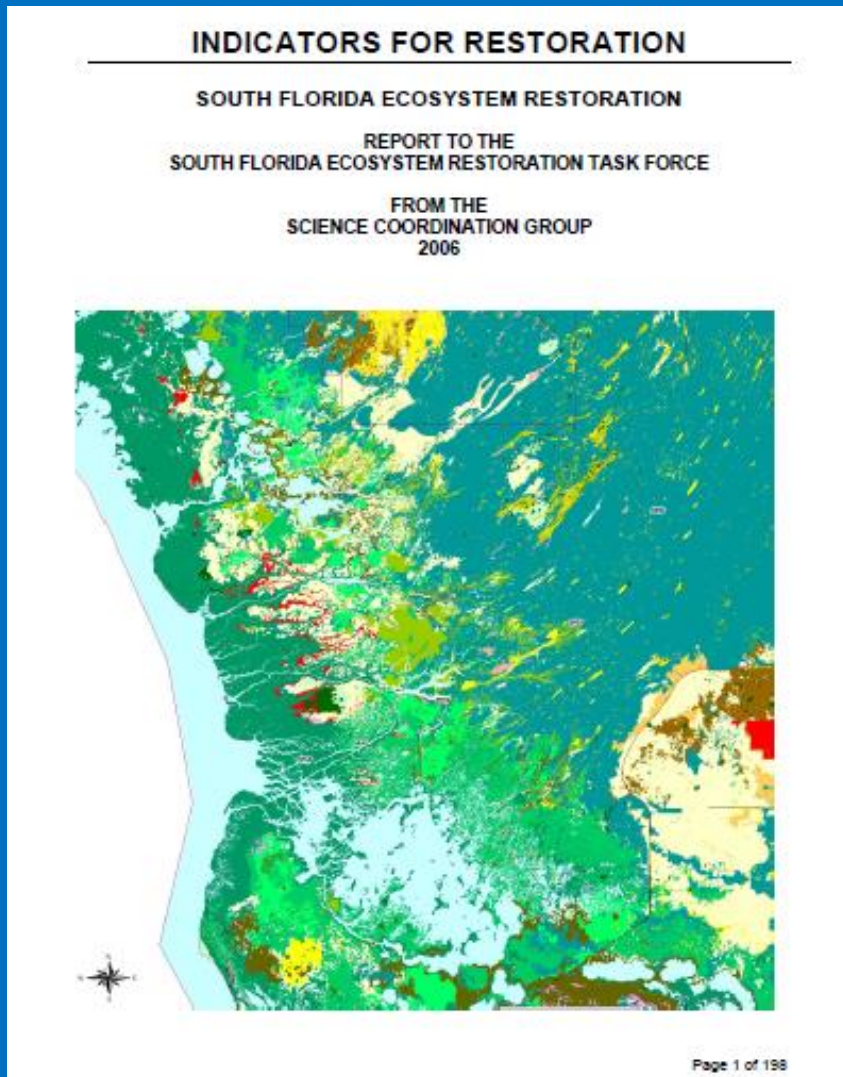 INDICATORS FOR RESTORATION
SOUTH FLORIDA ECOSYSTEM RESTORATION
REPORT TO THE
SOUTH FLORIDA ECOSYSTEM RESTORATION TASK FORCE
FROM THE
SCIENCE COORDINATION GROUP
2006
Page 1 of 198